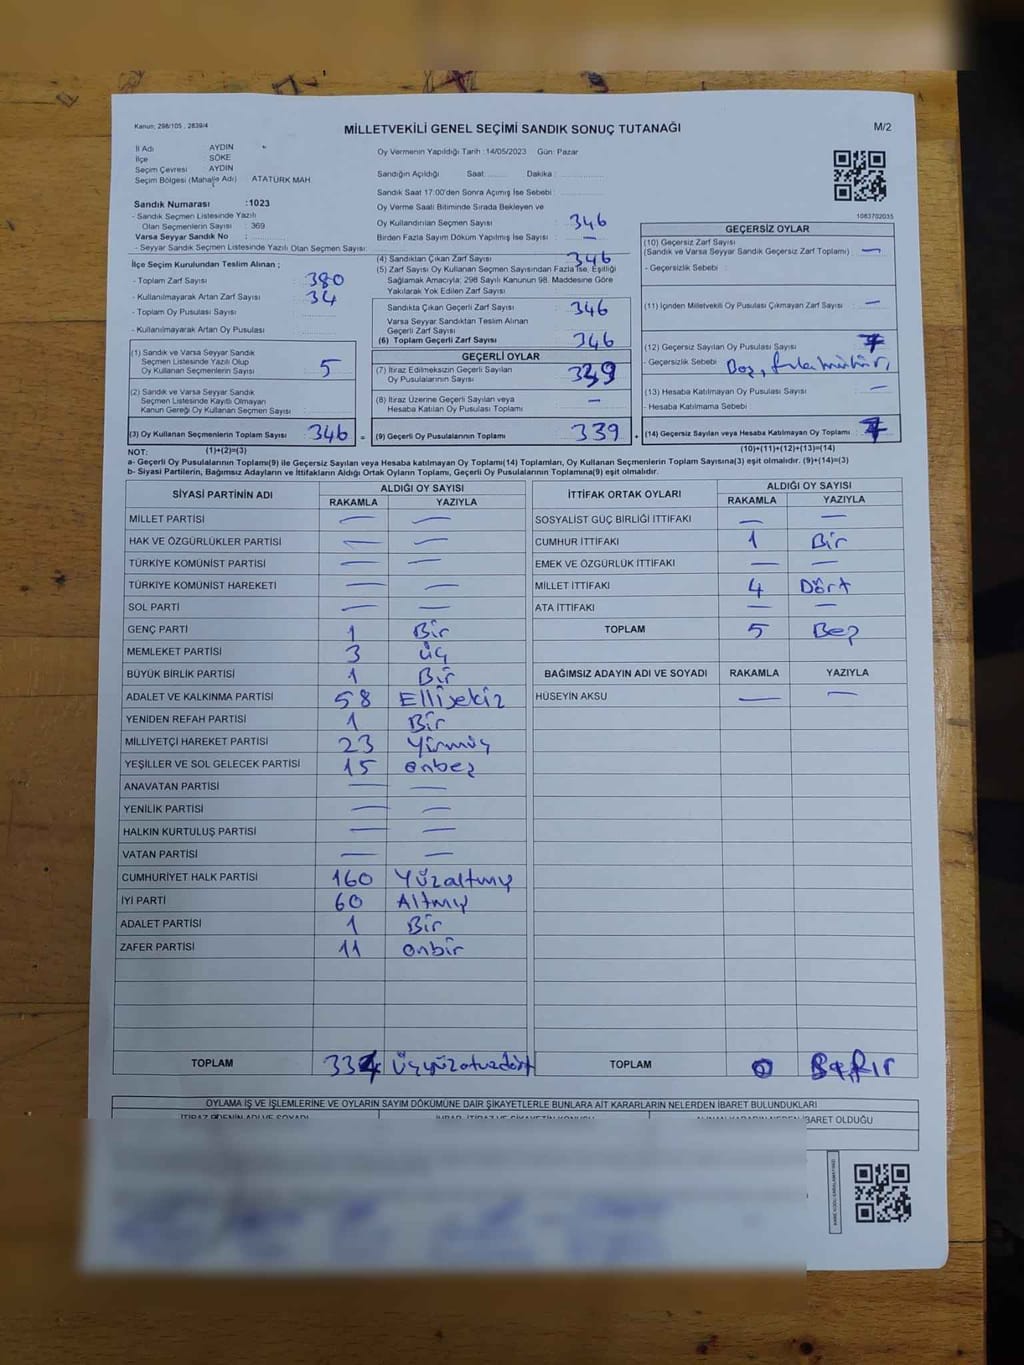 Kanun; 298/105 , 2839/4
MİLLETVEKİLİ GENEL SEÇİMİ SANDIK SONUÇ TUTANAĞI
M/2
İl Adı AYDIN
İlçe SÖKE
Seçim Çevresi AYDIN
Seçim Bölgesi (Mahalle Adı) ATATÜRK MAH.
Oy Vermenin Yapıldığı Tarih :14/05/2023 Gün: Pazar
Sandığın Açıldığı Saat:.......... Dakika :..............
Sandık Saat 17:00'den Sonra Açılmış İse Sebebi :
Sandık Numarası :1023
- Sandık Seçmen Listesinde Yazılı
Olan Seçmenlerin Sayısı : 369
Varsa Seyyar Sandık No :
- Seyyar Sandık Seçmen Listesinde Yazılı Olan Seçmen Sayısı:
Oy Verme Saati Bitiminde Sırada Bekleyen ve
Oy Kullandırılan Seçmen Sayısı : 346
Birden Fazla Sayım Döküm Yapılmış İse Sayısı : —
1083702035
İlçe Seçim Kurulundan Teslim Alınan ;
- Toplam Zarf Sayısı : 380
- Kullanılmayarak Artan Zarf Sayısı : 34
- Toplam Oy Pusulası Sayısı :
- Kullanılmayarak Artan Oy Pusulası :
(4) Sandıktan Çıkan Zarf Sayısı : 346
(5) Zarf Sayısı Oy Kullanan Seçmen Sayısından Fazla İse, Eşitliği
Sağlamak Amacıyla; 298 Sayılı Kanunun 98. Maddesine Göre
Yakılarak Yok Edilen Zarf Sayısı :
Sandıkta Çıkan Geçerli Zarf Sayısı : 346
Varsa Seyyar Sandıktan Teslim Alınan
Geçerli Zarf Sayısı :
(6) Toplam Geçerli Zarf Sayısı : 346
GEÇERSİZ OYLAR
(10) Geçersiz Zarf Sayısı
(Sandık ve Varsa Seyyar Sandık Geçersiz Zarf Toplamı) : —
- Geçersizlik Sebebi :
(11) İçinden Milletvekili Oy Pusulası Çıkmayan Zarf Sayısı : —
(12) Geçersiz Sayılan Oy Pusulası Sayısı : 7
- Geçersizlik Sebebi : Boş,
(13) Hesaba Katılmayan Oy Pusulası Sayısı : —
- Hesaba Katılmama Sebebi :
(1) Sandık ve Varsa Seyyar Sandık
Seçmen Listesinde Yazılı Olup
Oy Kullanan Seçmenlerin Sayısı : 5
(2) Sandık ve Varsa Seyyar Sandık
Seçmen Listesinde Kayıtlı Olmayan
Kanun Gereği Oy Kullanan Seçmen Sayısı :
(3) Oy Kullanan Seçmenlerin Toplam Sayısı : 346 =
GEÇERLİ OYLAR
(7) İtiraz Edilmeksizin Geçerli Sayılan
Oy Pusulalarının Sayısı : 339
(8) İtiraz Üzerine Geçerli Sayılan veya
Hesaba Katılan Oy Pusulası Toplamı : —
(9) Geçerli Oy Pusulalarının Toplamı : 339 +
(14) Geçersiz Sayılan veya Hesaba Katılmayan Oy Toplamı : 7
NOT: (1)+(2)=(3) (10)+(11)+(12)+(13)=(14)
a- Geçerli Oy Pusulalarının Toplamı(9) ile Geçersiz Sayılan veya Hesaba katılmayan Oy Toplamı(14) Toplamları, Oy Kullanan Seçmenlerin Toplam Sayısına(3) eşit olmalıdır. (9)+(14)=(3)
b- Siyasi Partilerin, Bağımsız Adayların ve İttifakların Aldığı Ortak Oyların Toplamı, Geçerli Oy Pusulalarının Toplamına(9) eşit olmalıdır.
SİYASİ PARTİNİN ADI ALDIĞI OY SAYISI
RAKAMLA YAZIYLA
MİLLET PARTİSİ — —
HAK VE ÖZGÜRLÜKLER PARTİSİ — —
TÜRKİYE KOMÜNİST PARTİSİ — —
TÜRKİYE KOMÜNİST HAREKETİ — —
SOL PARTİ — —
GENÇ PARTİ 1 Bir
MEMLEKET PARTİSİ 3 üç
BÜYÜK BİRLİK PARTİSİ 1 Bir
ADALET VE KALKINMA PARTİSİ 58 Ellisekiz
YENİDEN REFAH PARTİSİ 1 Bir
MİLLİYETÇİ HAREKET PARTİSİ 23 Yirmiüç
YEŞİLLER VE SOL GELECEK PARTİSİ 15 onbeş
ANAVATAN PARTİSİ — —
YENİLİK PARTİSİ — —
HALKIN KURTULUŞ PARTİSİ — —
VATAN PARTİSİ — —
CUMHURİYET HALK PARTİSİ 160 Yüzaltmış
İYİ PARTİ 60 Altmış
ADALET PARTİSİ 1 Bir
ZAFER PARTİSİ 11 onbir
TOPLAM 334 Üçyüzotuzdört
İTTİFAK ORTAK OYLARI ALDIĞI OY SAYISI
RAKAMLA YAZIYLA
SOSYALİST GÜÇ BİRLİĞİ İTTİFAKI — —
CUMHUR İTTİFAKI 1 Bir
EMEK VE ÖZGÜRLÜK İTTİFAKI — —
MİLLET İTTİFAKI 4 Dört
ATA İTTİFAKI — —
TOPLAM 5 Beş
BAĞIMSIZ ADAYIN ADI VE SOYADI RAKAMLA YAZIYLA
HÜSEYİN AKSU — —
TOPLAM 0
OYLAMA İŞ VE İŞLEMLERİNE VE OYLARIN SAYIM DÖKÜMÜNE DAİR ŞİKAYETLERLE BUNLARA AİT KARARLARIN NELERDEN İBARET BULUNDUKLARI
İTİRAZ EDENİN ADI VE SOYADI
İBARET OLDUĞU